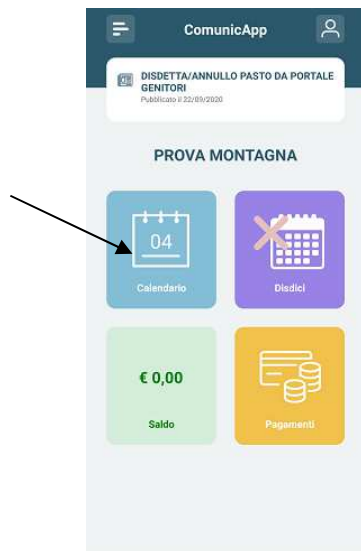 ComunicApp
DISDETTA/ANNULLO PASTO DA PORTALE
GENITORI
Pubblicato il 22/09/2020
PROVA MONTAGNA
04
Calendario
Disdici
€ 0,00
Saldo
Pagamenti